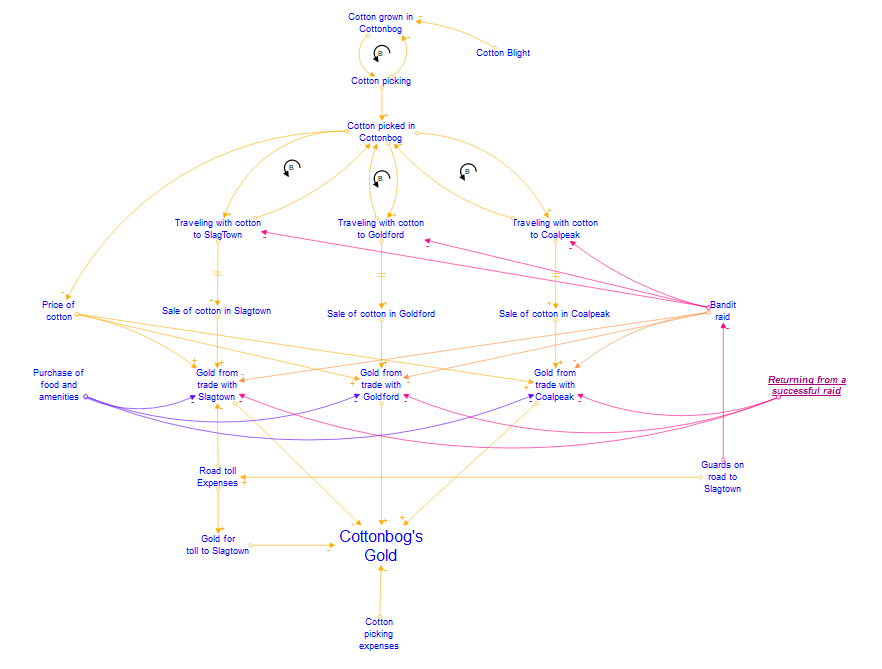 Cotton grown in
Cottonbog
Cotton Blight
B
Cotton picking
Cotton picked in
Cottonbog
B
B
B
Traveling with cotton
to SlagTown
Traveling with cotton
to Goldford
Traveling with cotton
to Coalpeak
Price of
cotton
Sale of cotton in Slagtown
Sale of cotton in Goldford
Sale of cotton in Coalpeak
Bandit
raid
Purchase of
food and
amenities
Gold from
trade with
Slagtown
Gold from
trade with
Goldford
Gold from
trade with
Coalpeak
Returning from a
successful raid
Road toll
Expenses
Guards on
road to
Slagtown
Gold for
toll to Slagtown
Cottonbog's
Gold
Cotton
picking
expenses